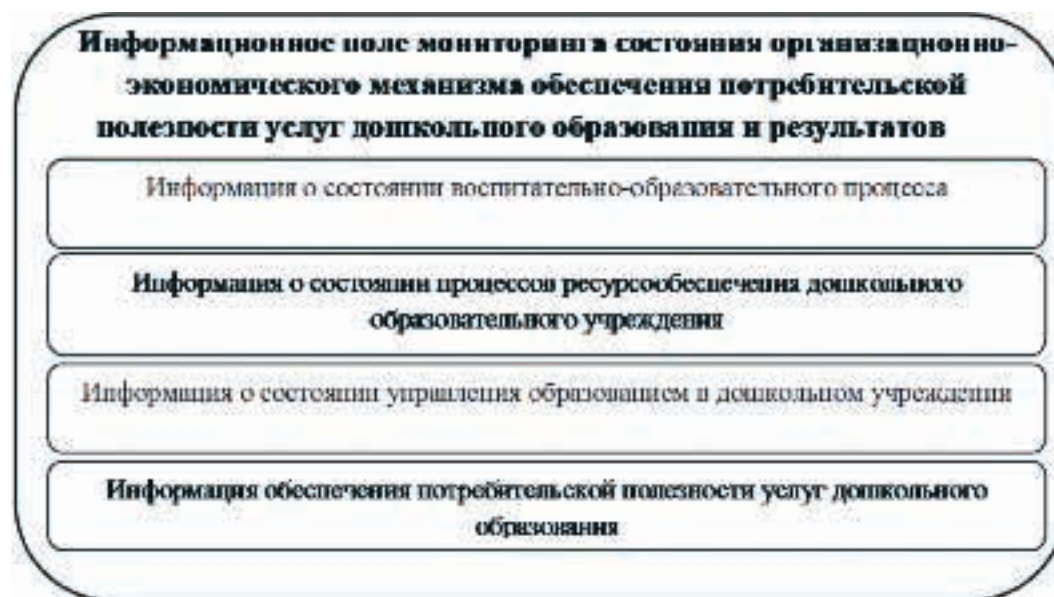 Информационное поле мониторинга состояния организационно-
экономического механизма обеспечения потребительской
полезности услуг дошкольного образования и результатов
Информация о состоянии воспитательно-образовательного процесса
Информация о состоянии процессов ресурсообеспечения дошкольного
образовательного учреждения
Информация о состоянии управления образованием в дошкольном учреждении
Информация обеспечения потребительской полезности услуг дошкольного
образования